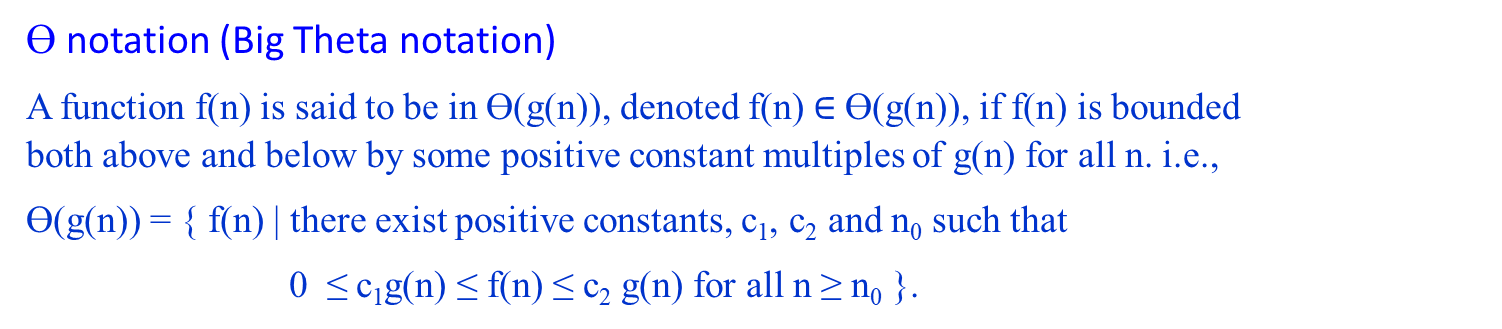 Ө notation (Big Theta notation)
A function f(n) is said to be in Ө(g(n)), denoted f(n) ∈ Ө(g(n)), if f(n) is bounded
both above and below by some positive constant multiples of g(n) for all n. i.e.,
Ө(g(n)) = { f(n) | there exist positive constants, c₁, c₂ and n₀ such that
0 ≤ c₁g(n) ≤ f(n) ≤ c₂ g(n) for all n ≥ n₀ }.